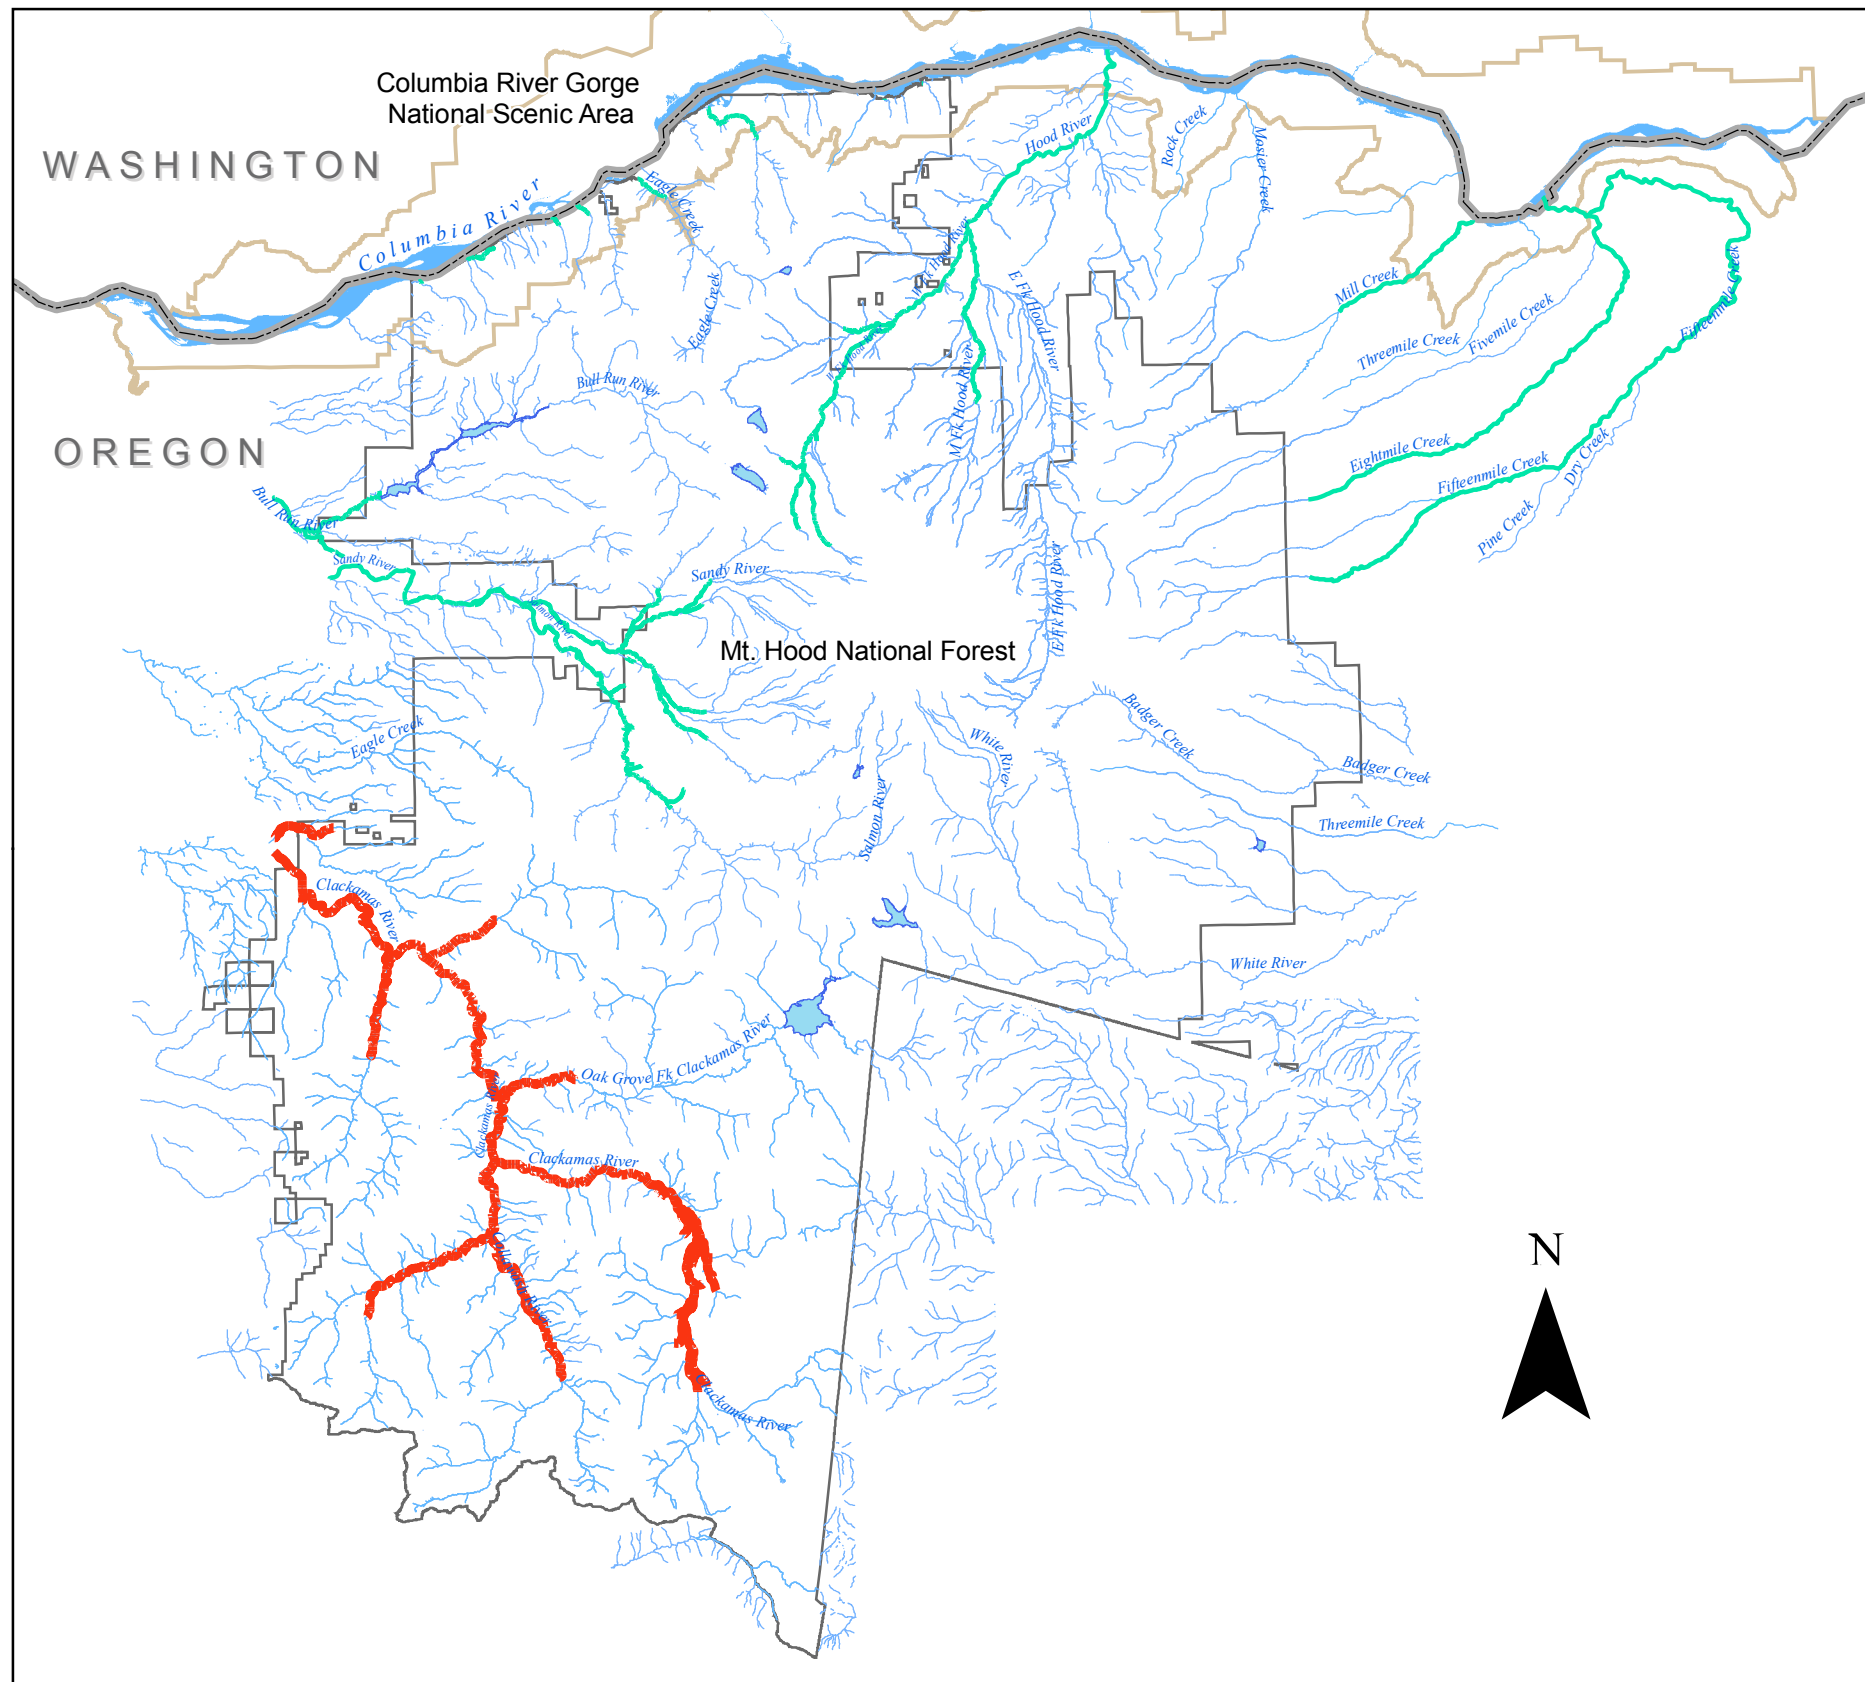 Columbia River Gorge
National Scenic Area
WASHINGTON
Columbia River
Eagle Creek
Hood River
Rock Creek
Moster Creek
OREGON
Eagle Creek
Bull Run River
E Fk Hood River
M Fk Hood River
Mill Creek
Threemile Creek
Fivemile Creek
Fifteenmile Creek
Eightmile Creek
Fifteenmile Creek
Dry Creek
Pine Creek
Bull Run River
Sandy River
Salmon River
Sandy River
E Fk Hood River
Mt. Hood National Forest
Eagle Creek
White River
Badger Creek
Badger Creek
Salmon River
Threemile Creek
Clackamas River
White River
Oak Grove Fk Clackamas River
Clackamas River
Clackamas River
N